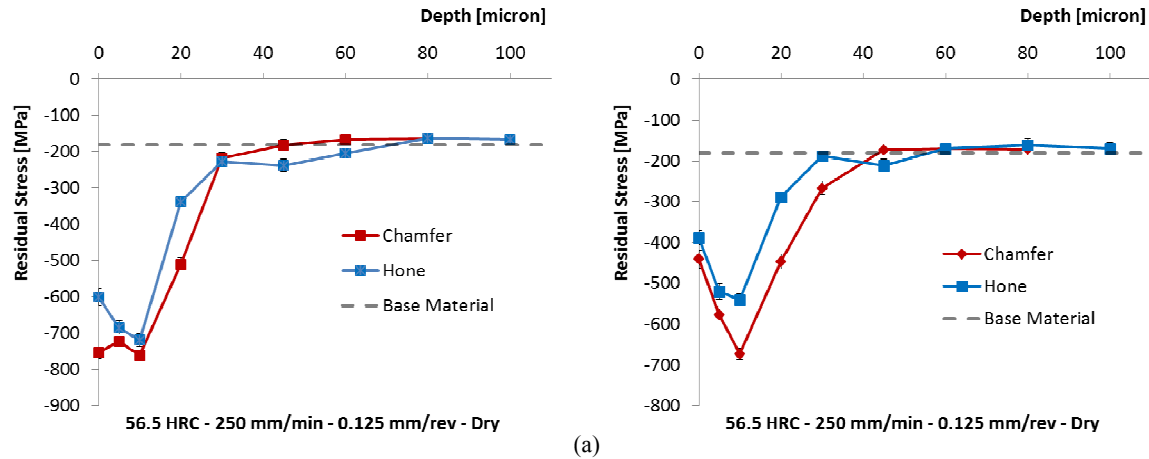 Depth [micron]
0 20 40 60 80 100
0
-100
-200
-300
-400
-500
-600
-700
-800
-900
Residual Stress [MPa]
Chamfer
Hone
Base Material
56.5 HRC - 250 mm/min - 0.125 mm/rev - Dry
Depth [micron]
0 20 40 60 80 100
0
-100
-200
-300
-400
-500
-600
-700
-800
Residual Stress [MPa]
Chamfer
Hone
Base Material
56.5 HRC - 250 mm/min - 0.125 mm/rev - Dry
(a)